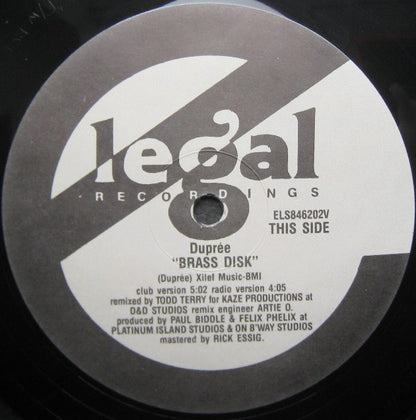 legal
RECORDINGS
ELS846202V
THIS SIDE
Duprée
"BRASS DISK"
(Duprée) Xilef Music-BMI
club version 5:02 radio version 4:05
remixed by TODD TERRY for KAZE PRODUCTIONS at
D&D STUDIOS remix engineer ARTIE O.
produced by PAUL BIDDLE & FELIX PHELIX at
PLATINUM ISLAND STUDIOS & ON B'WAY STUDIOS
mastered by RICK ESSIG.